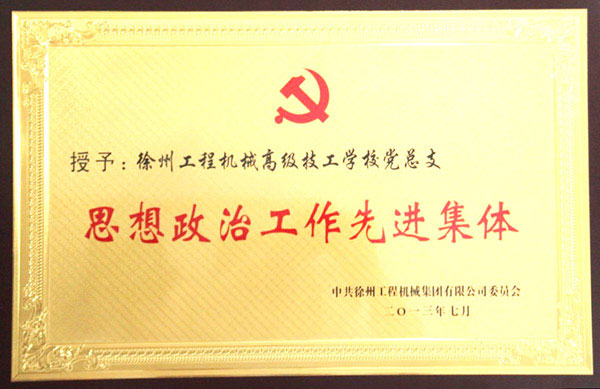 授予：徐州工程机械高级技工学校党总支
思想政治工作先进集体
中共徐州工程机械集团有限公司委员会
二〇一三年七月